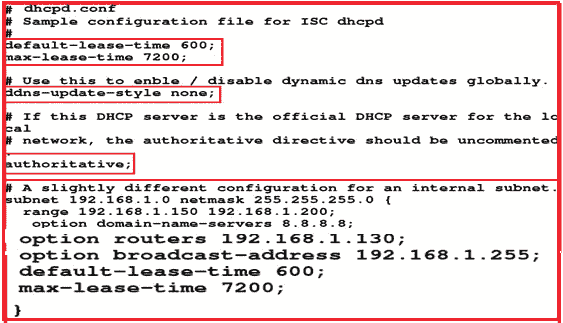 # dhcpd.conf
# Sample configuration file for ISC dhcpd
#
default-lease-time 600;
max-lease-time 7200;
# Use this to enble / disable dynamic dns updates globally.
ddns-update-style none;
# If this DHCP server is the official DHCP server for the lo
cal
# network, the authoritative directive should be uncommented
.
authoritative;
# A slightly different configuration for an internal subnet.
subnet 192.168.1.0 netmask 255.255.255.0 {
range 192.168.1.150 192.168.1.200;
option domain-name-servers 8.8.8.8;
option routers 192.168.1.130;
option broadcast-address 192.168.1.255;
default-lease-time 600;
max-lease-time 7200;
}